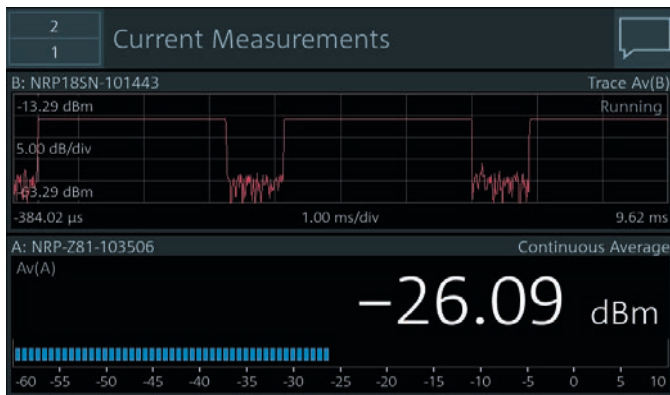 2
1
Current Measurements
B: NRP18SN-101443 Trace Av(B)
-13.29 dBm Running
5.00 dB/div
-63.29 dBm
-384.02 µs 1.00 ms/div 9.62 ms
A: NRP-Z81-103506 Continuous Average
Av(A)
-26.09 dBm
-60 -55 -50 -45 -40 -35 -30 -25 -20 -15 -10 -5 0 5 10